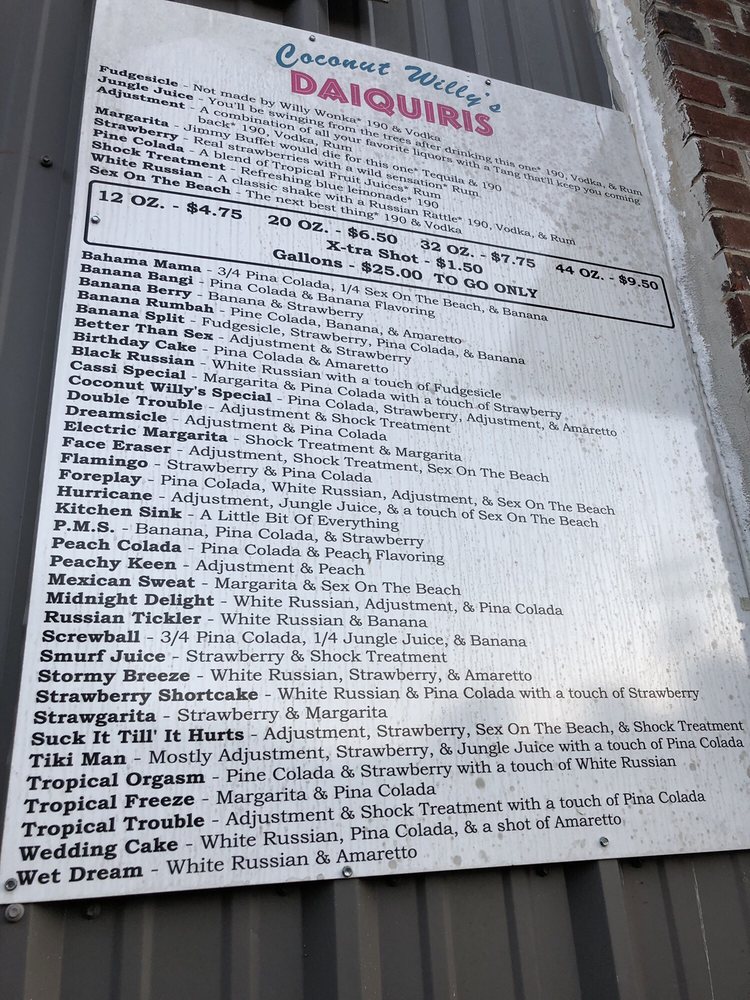 Coconut Willy's
DAIQUIRIS
Fudgesicle - Not made by Willy Wonka* 190 & Vodka
Jungle Juice - You'll be swinging from the trees after drinking this one* 190, Vodka, & Rum
Adjustment - A combination of all your favorite liquors with a Tang that'll keep you coming
back* 190, Vodka, Rum
Margarita - Jimmy Buffet would die for this one* Tequila & 190
Strawberry - Real strawberries with a wild sensation* Rum
Pine Colada - A blend of Tropical Fruit Juices* Rum
Shock Treatment - Refreshing blue lemonade* 190
White Russian - A classic shake with a Russian Rattle* 190, Vodka, & Rum
Sex On The Beach - The next best thing* 190 & Vodka
12 OZ. - $4.75 20 OZ. - $6.50 32 OZ. - $7.75 44 OZ. - $9.50
X-tra Shot - $1.50
Gallons - $25.00 TO GO ONLY
Bahama Mama - 3/4 Pina Colada, 1/4 Sex On The Beach, & Banana
Banana Bangi - Pina Colada & Banana Flavoring
Banana Berry - Banana & Strawberry
Banana Rumbah - Pine Colada, Banana, & Amaretto
Banana Split - Fudgesicle, Strawberry, Pina Colada, & Banana
Better Than Sex - Adjustment & Strawberry
Birthday Cake - Pina Colada & Amaretto
Black Russian - White Russian with a touch of Fudgesicle
Cassi Special - Margarita & Pina Colada with a touch of Strawberry
Coconut Willy's Special - Pina Colada, Strawberry, Adjustment, & Amaretto
Double Trouble - Adjustment & Shock Treatment
Dreamsicle - Adjustment & Pina Colada
Electric Margarita - Shock Treatment & Margarita
Face Eraser - Adjustment, Shock Treatment, Sex On The Beach
Flamingo - Strawberry & Pina Colada
Foreplay - Pina Colada, White Russian, Adjustment, & Sex On The Beach
Hurricane - Adjustment, Jungle Juice, & a touch of Sex On The Beach
Kitchen Sink - A Little Bit Of Everything
P.M.S. - Banana, Pina Colada, & Strawberry
Peach Colada - Pina Colada & Peach Flavoring
Peachy Keen - Adjustment & Peach
Mexican Sweat - Margarita & Sex On The Beach
Midnight Delight - White Russian, Adjustment, & Pina Colada
Russian Tickler - White Russian & Banana
Screwball - 3/4 Pina Colada, 1/4 Jungle Juice, & Banana
Smurf Juice - Strawberry & Shock Treatment
Stormy Breeze - White Russian, Strawberry, & Amaretto
Strawberry Shortcake - White Russian & Pina Colada with a touch of Strawberry
Strawgarita - Strawberry & Margarita
Suck It Till' It Hurts - Adjustment, Strawberry, Sex On The Beach, & Shock Treatment
Tiki Man - Mostly Adjustment, Strawberry, & Jungle Juice with a touch of Pina Colada
Tropical Orgasm - Pine Colada & Strawberry with a touch of White Russian
Tropical Freeze - Margarita & Pina Colada
Tropical Trouble - Adjustment & Shock Treatment with a touch of Pina Colada
Wedding Cake - White Russian, Pina Colada, & a shot of Amaretto
Wet Dream - White Russian & Amaretto